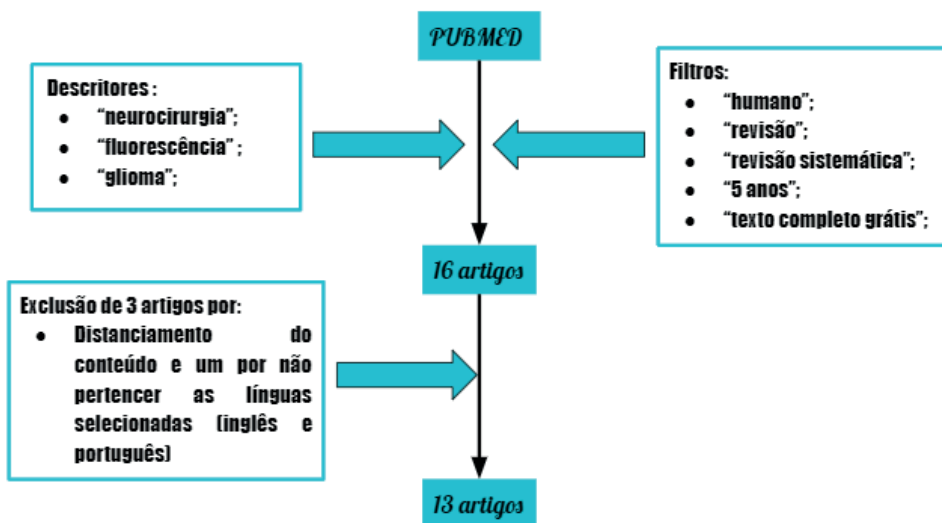 PUBMED
Descritores :
● “neurocirurgia”;
● “fluorescência” ;
● “glioma”;
Filtros:
● “humano”;
● “revisão”;
● “revisão sistemática”;
● “5 anos”;
● “texto completo grátis”;
16 artigos
Exclusão de 3 artigos por:
● Distanciamento do
conteúdo e um por não
pertencer as línguas
selecionadas (inglês e
português)
13 artigos